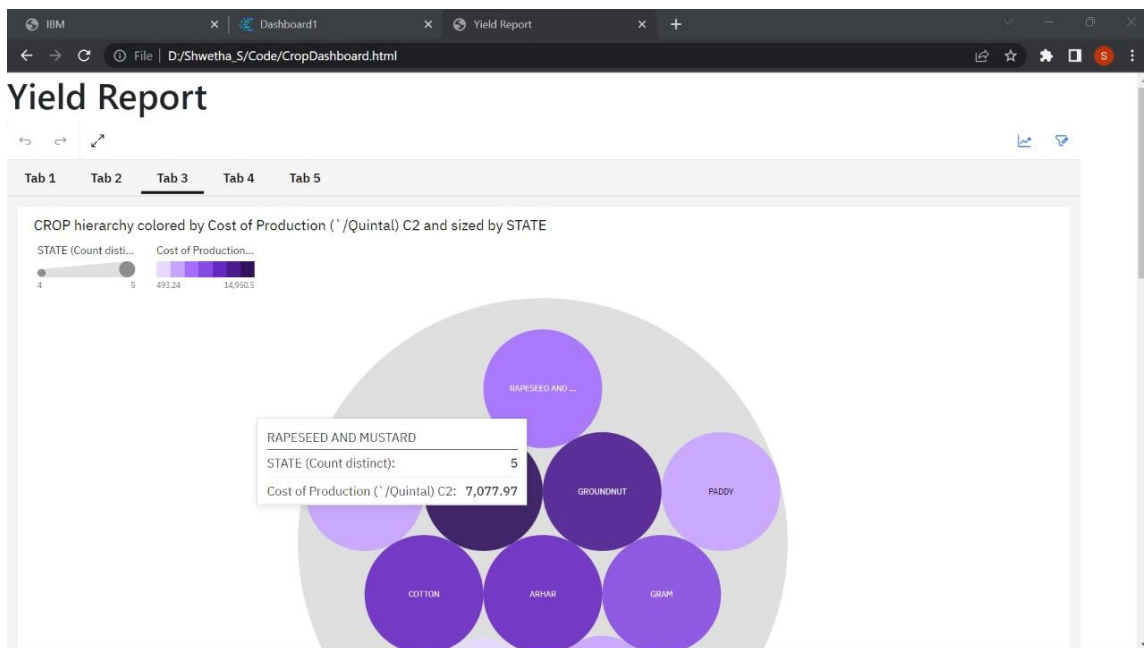 IBM
Dashboard1
Yield Report
File | D:/Shwetha_S/Code/CropDashboard.html
S
Yield Report
Tab 1 Tab 2 Tab 3 Tab 4 Tab 5
CROP hierarchy colored by Cost of Production (`/Quintal) C2 and sized by STATE
STATE (Count disti... Cost of Production...
4 5 493.24 14,950.5
RAPESEED AND ...
RAPESEED AND MUSTARD
STATE (Count distinct): 5
Cost of Production (`/Quintal) C2: 7,077.97
GROUNDNUT
PADDY
COTTON
ARHAR
GRAM